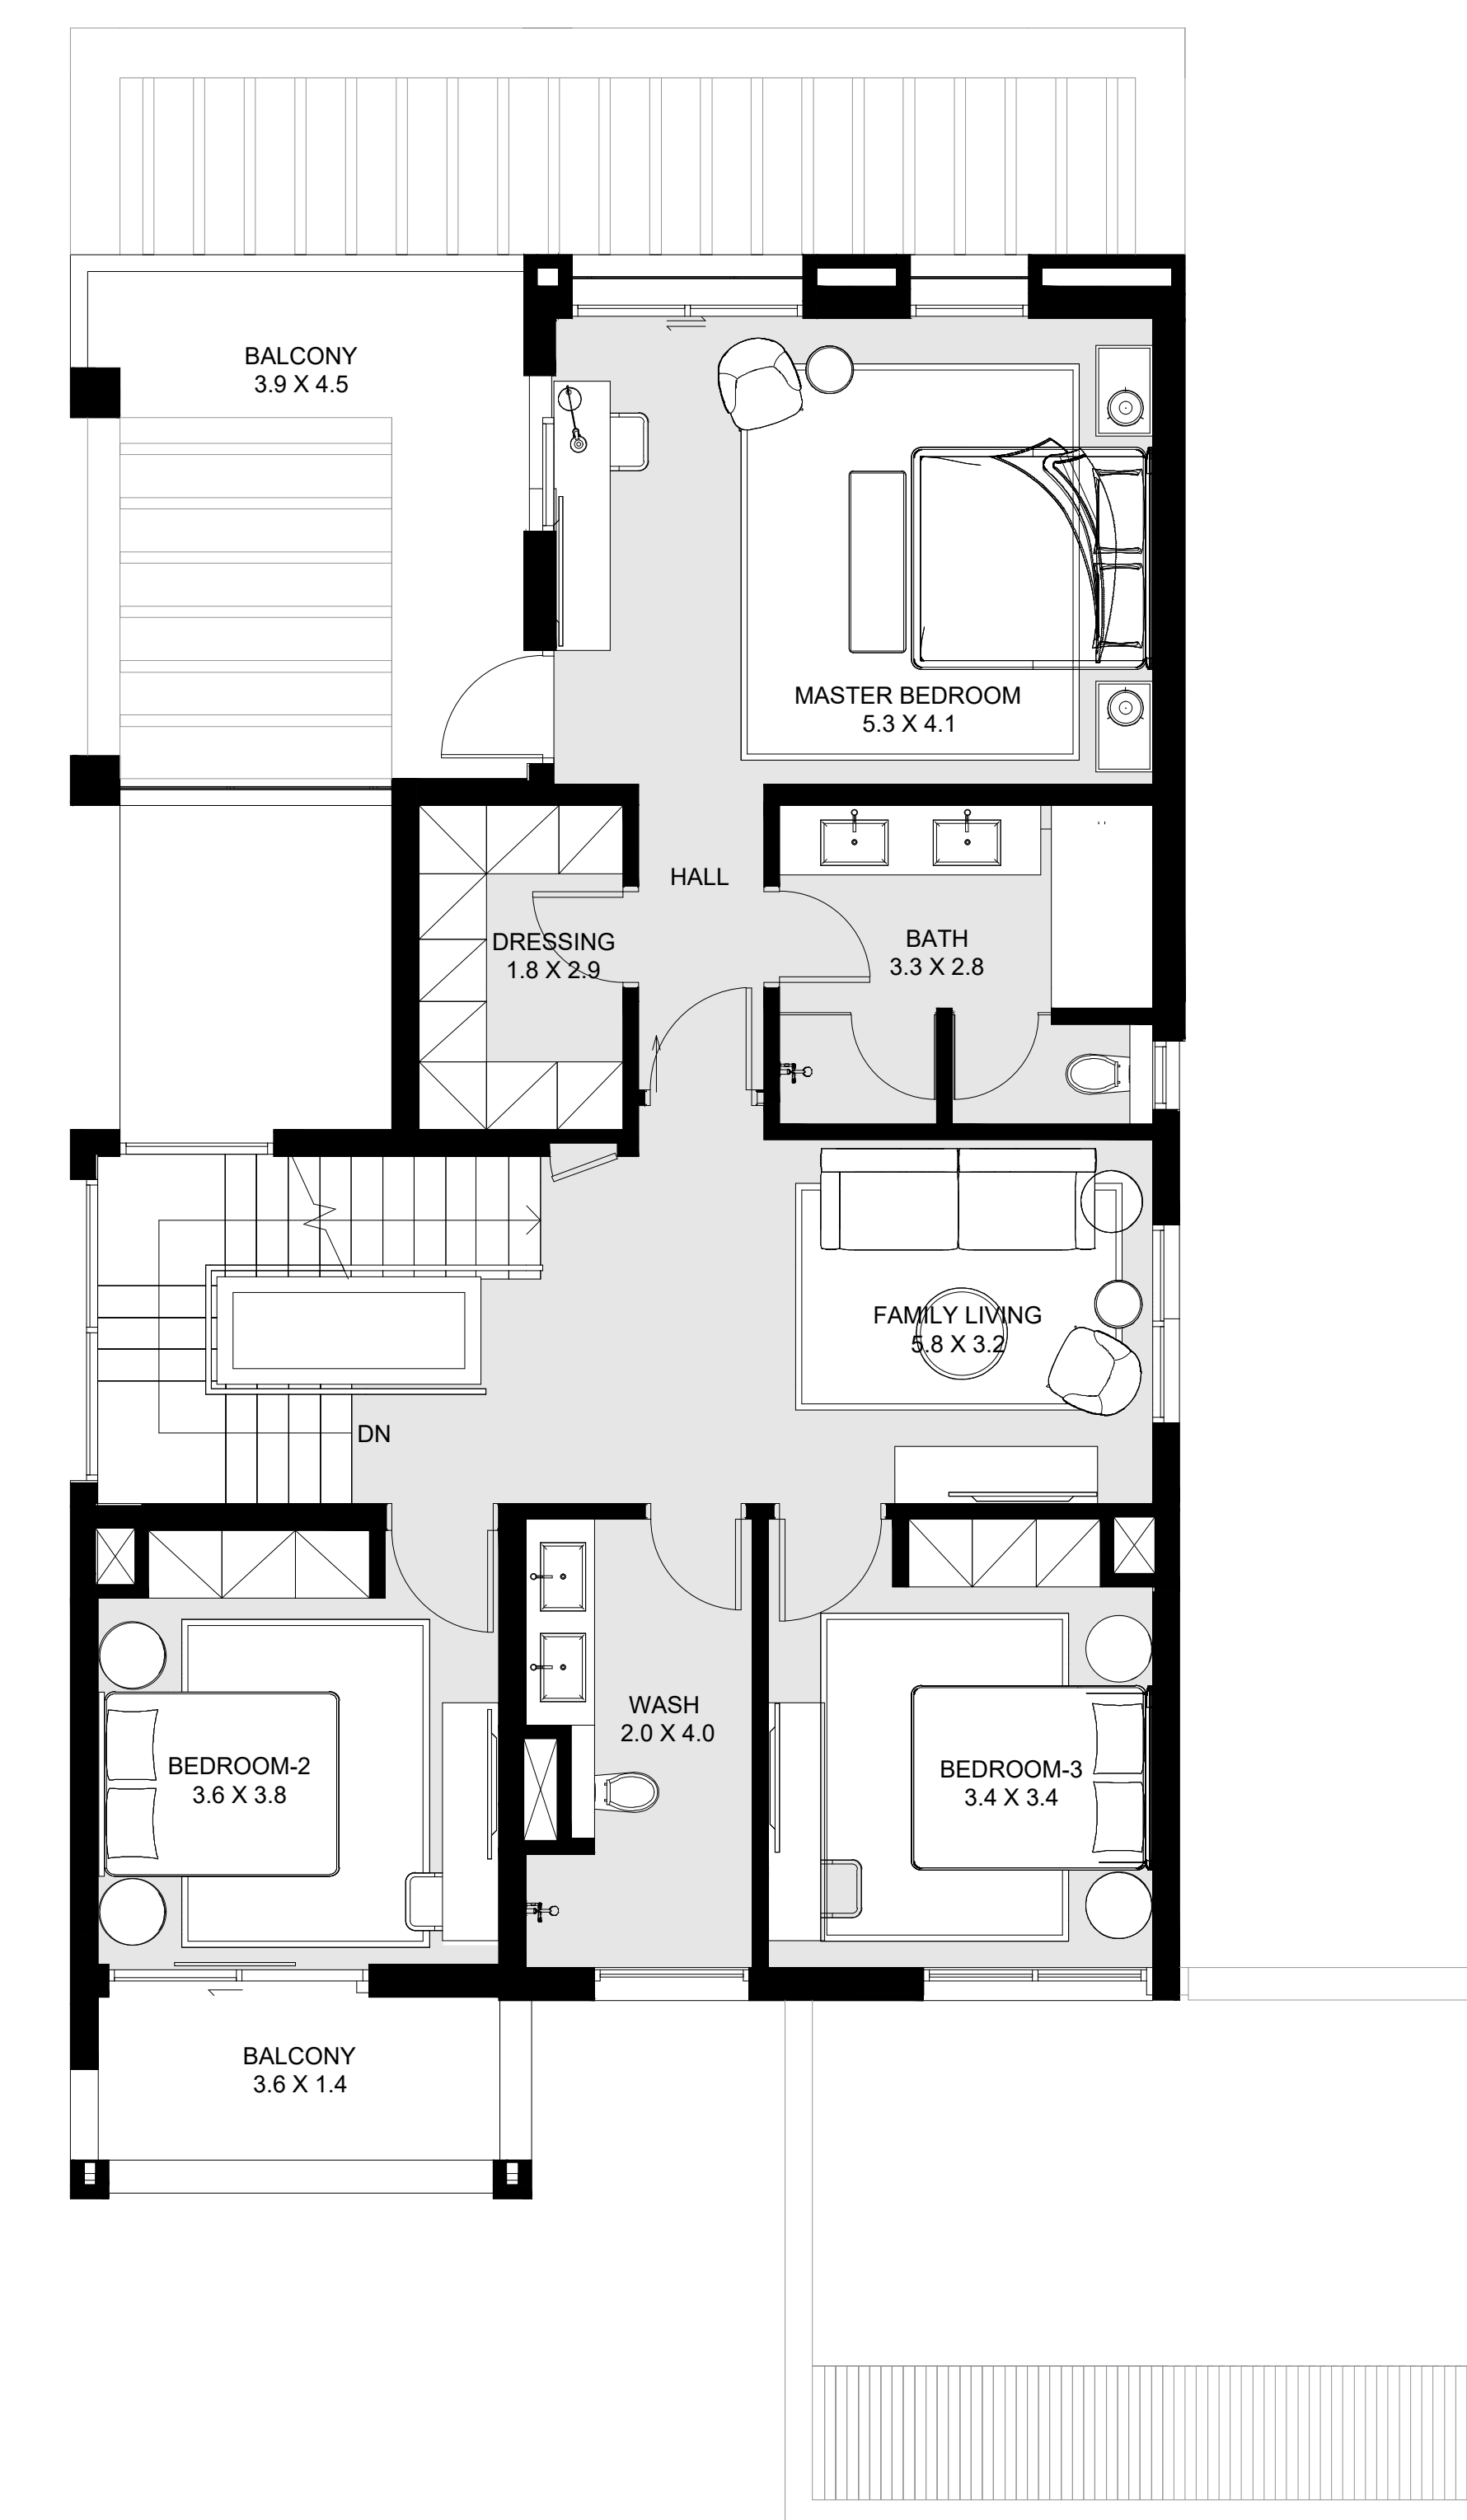 BALCONY
3.9 X 4.5
MASTER BEDROOM
5.3 X 4.1
HALL
DRESSING
1.8 X 2.9
BATH
3.3 X 2.8
FAMILY LIVING
5.8 X 3.2
DN
WASH
2.0 X 4.0
BEDROOM-2
3.6 X 3.8
BEDROOM-3
3.4 X 3.4
BALCONY
3.6 X 1.4